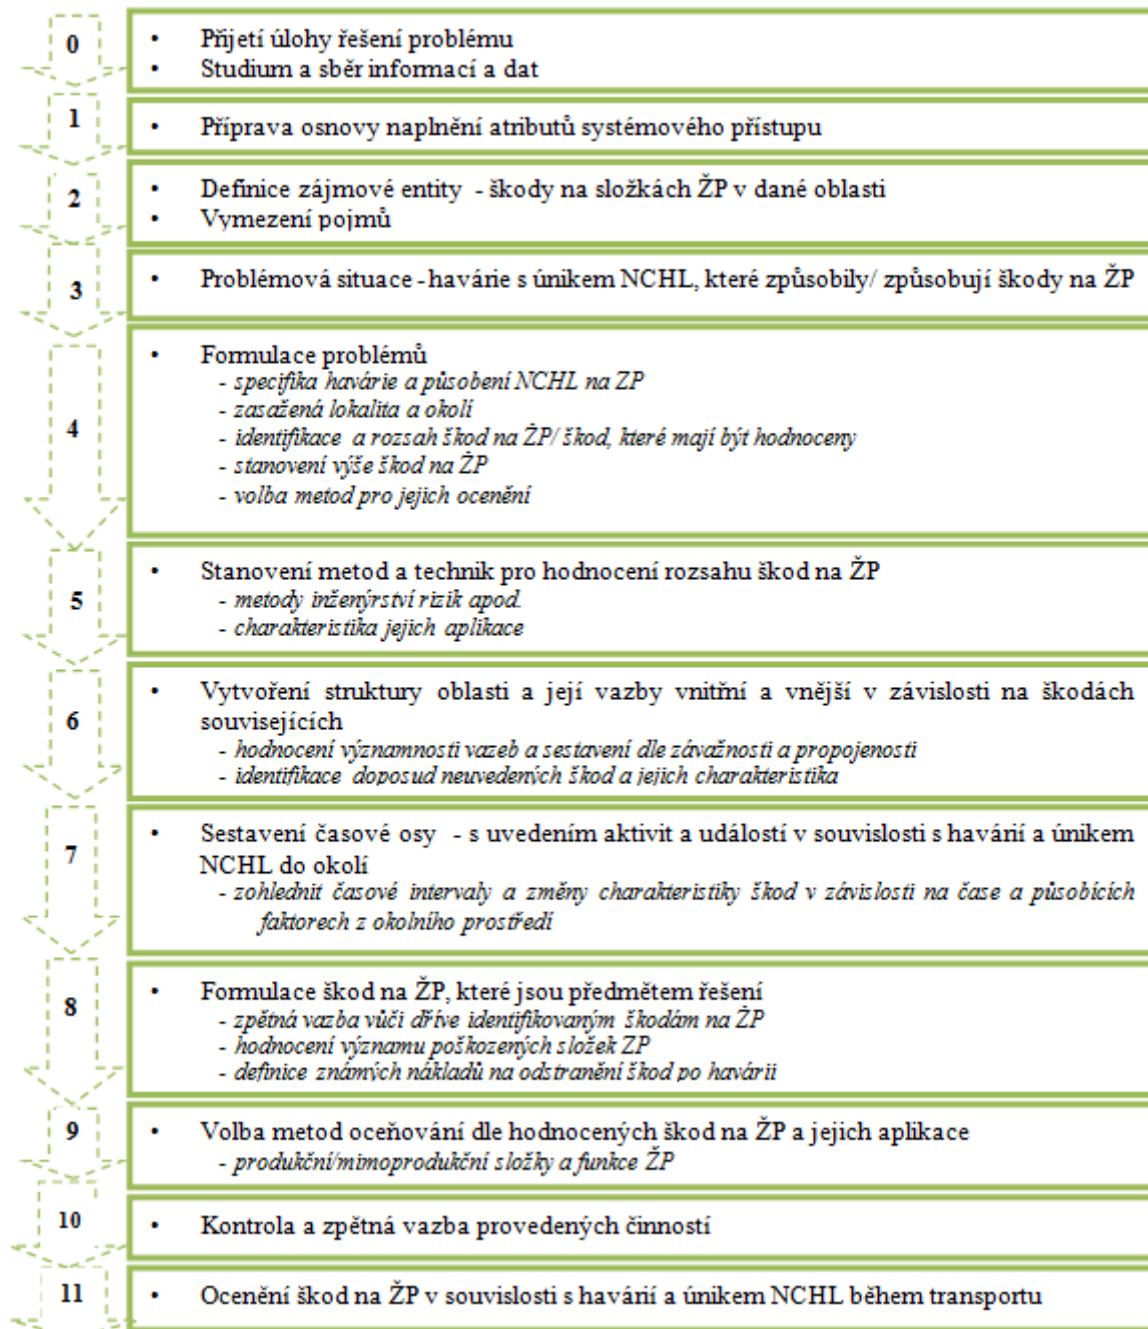 0
• Přijetí úlohy řešení problému
• Studium a sběr informací a dat
1
• Příprava osnovy naplnění atributů systémového přístupu
2
• Definice zájmové entity - škody na složkách ŽP v dané oblasti
• Vymezení pojmů
3
• Problémová situace - havárie s únikem NCHL, které způsobily/ způsobují škody na ŽP
4
• Formulace problémů
- specifika havárie a působení NCHL na ZP
- zasažená lokalita a okolí
- identifikace a rozsah škod na ŽP/ škod, které mají být hodnoceny
- stanovení výše škod na ŽP
- volba metod pro jejich ocenění
5
• Stanovení metod a technik pro hodnocení rozsahu škod na ŽP
- metody inženýrství rizik apod.
- charakteristika jejich aplikace
6
• Vytvoření struktury oblasti a její vazby vnitřní a vnější v závislosti na škodách
souvisejících
- hodnocení významnosti vazeb a sestavení dle závažnosti a propojenosti
- identifikace doposud neuvedených škod a jejich charakteristika
7
• Sestavení časové osy - s uvedením aktivit a událostí v souvislosti s havárií a únikem
NCHL do okolí
- zohlednit časové intervaly a změny charakteristiky škod v závislosti na čase a působících
faktorech z okolního prostředí
8
• Formulace škod na ŽP, které jsou předmětem řešení
- zpětná vazba vůči dříve identifikovaným škodám na ŽP
- hodnocení významu poškozených složek ZP
- definice známých nákladů na odstranění škod po havárii
9
• Volba metod oceňování dle hodnocených škod na ŽP a jejich aplikace
- produkční/mimoprodukční složky a funkce ŽP
10
• Kontrola a zpětná vazba provedených činností
11
• Ocenění škod na ŽP v souvislosti s havárií a únikem NCHL během transportu